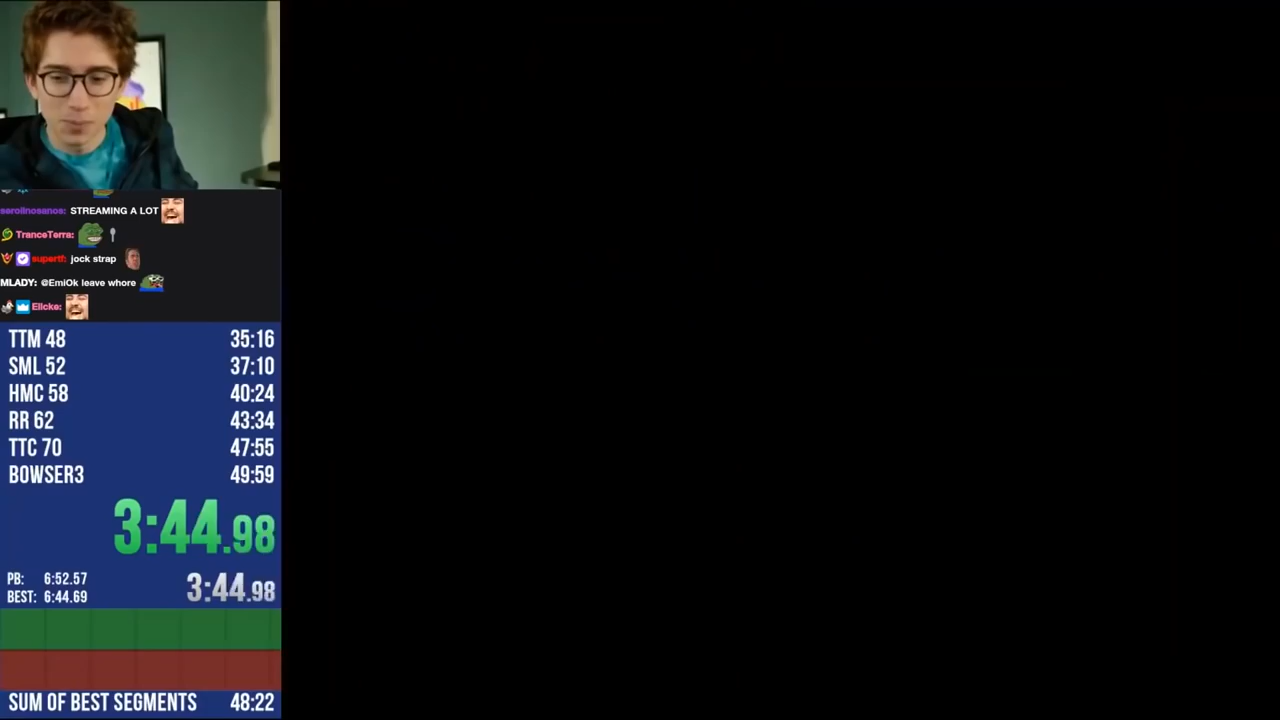 serolinosanos: STREAMING A LOT
TranceTerra:
supertf: jock strap
MLADY: @EmiOk leave whore
Elicke:
TTM 48 35:16
SML 52 37:10
HMC 58 40:24
RR 62 43:34
TTC 70 47:55
BOWSER3 49:59
3:44.98
PB: 6:52.57
BEST: 6:44.69
3:44.98
SUM OF BEST SEGMENTS 48:22